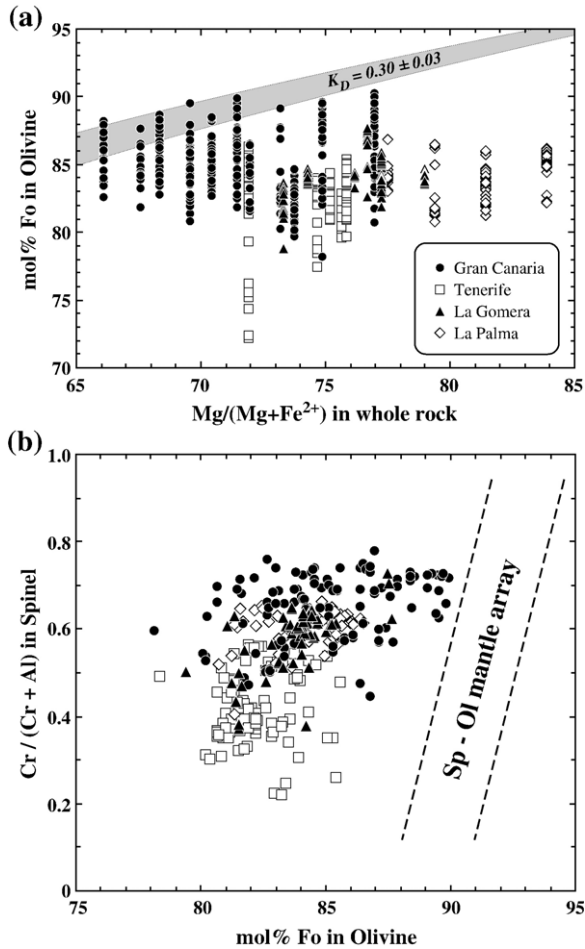 (a)
95
90
85
80
75
70
mol% Fo in Olivine
K_D = 0.30 ± 0.03
Gran Canaria
Tenerife
La Gomera
La Palma
65 70 75 80 85
Mg/(Mg+Fe²⁺) in whole rock
(b)
1.0
0.8
0.6
0.4
0.2
0
Cr / (Cr + Al) in Spinel
Sp - Ol mantle array
75 80 85 90 95
mol% Fo in Olivine